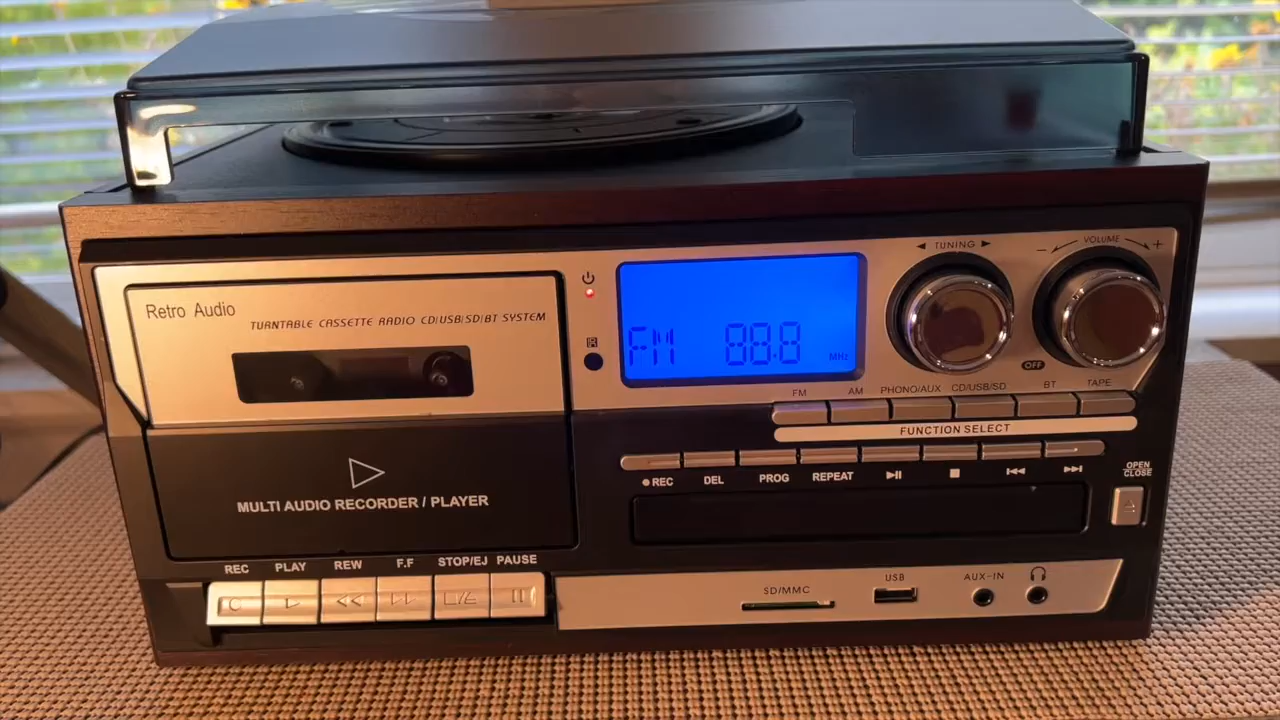 Retro Audio
TURNTABLE CASSETTE RADIO CD/USB/SD/BT SYSTEM
MULTI AUDIO RECORDER / PLAYER
REC PLAY REW F.F STOP/EJ PAUSE
IR
FM 88.8 MHz
TUNING
- VOLUME +
OFF
FM AM PHONO/AUX CD/USB/SD BT TAPE
FUNCTION SELECT
REC DEL PROG REPEAT
OPEN
CLOSE
SD/MMC USB AUX-IN